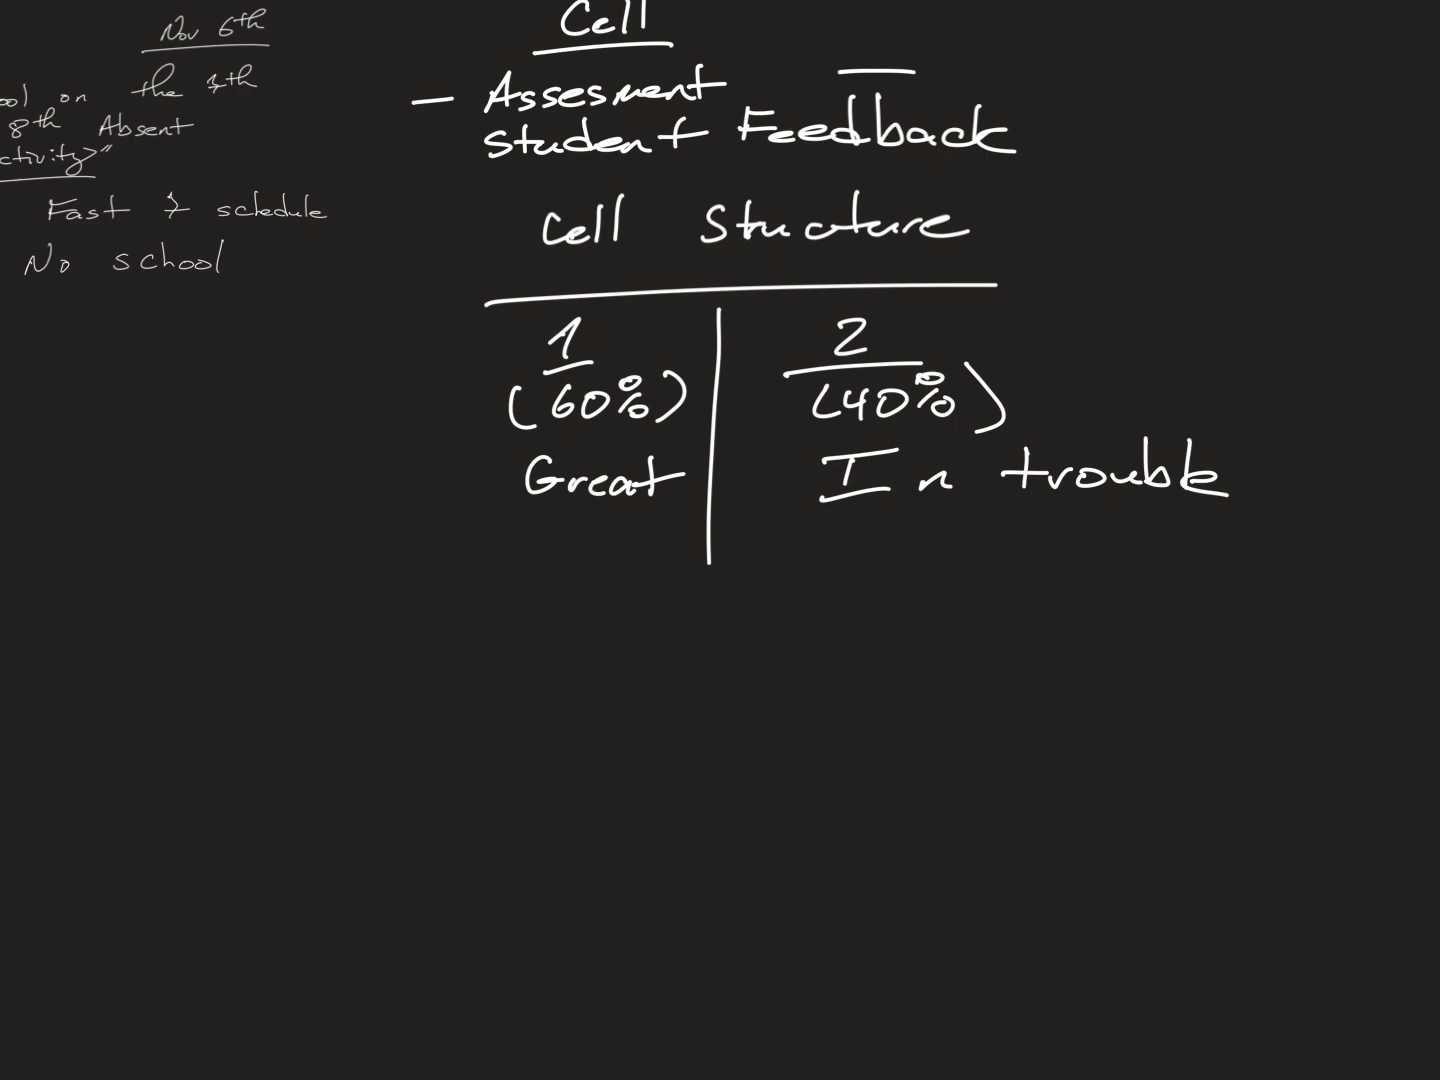 Nov 6th
on the 7th
8th Absent
Fast 7 schedule
No school
Cell
- Assesment
Student Feedback
Cell Structure
1
(60%)
Great
2
(40%)
In trouble